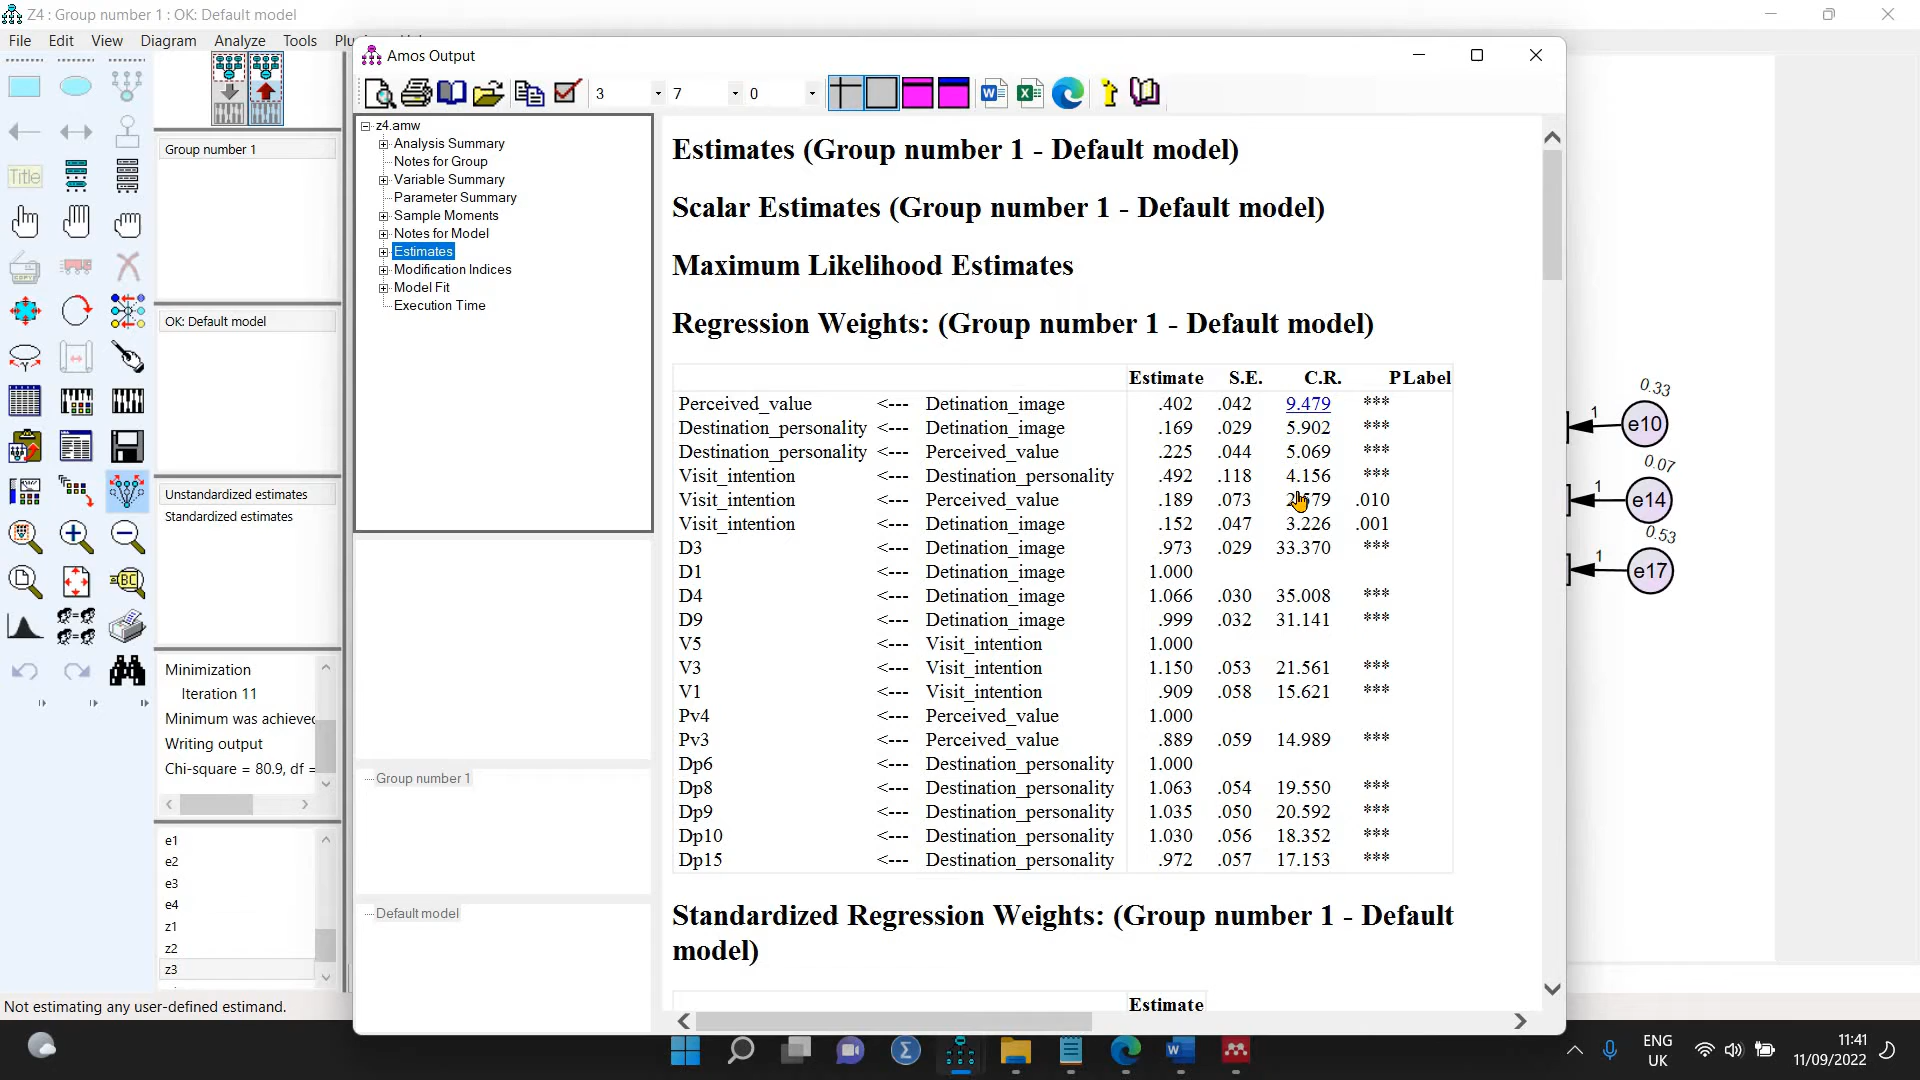 Z4 : Group number 1 : OK: Default model
File Edit View Diagram Analyze Tools
Amos Output
3 7 0
Title
Group number 1
OK: Default model
Unstandardized estimates
Standardized estimates
Minimization
Iteration 11
Minimum was achieved
Writing output
Chi-square = 80.9, df =
e1
e2
e3
e4
z1
z2
z3
Not estimating any user-defined estimand.
z4.amw
Analysis Summary
Notes for Group
Variable Summary
Parameter Summary
Sample Moments
Notes for Model
Estimates
Modification Indices
Model Fit
Execution Time
Group number 1
Default model
Estimates (Group number 1 - Default model)
Scalar Estimates (Group number 1 - Default model)
Maximum Likelihood Estimates
Regression Weights: (Group number 1 - Default model)
Estimate S.E. C.R. P Label
Perceived_value <--- Detination_image .402 .042 9.479 ***
Destination_personality <--- Detination_image .169 .029 5.902 ***
Destination_personality <--- Perceived_value .225 .044 5.069 ***
Visit_intention <--- Destination_personality .492 .118 4.156 ***
Visit_intention <--- Perceived_value .189 .073 .010
Visit_intention <--- Detination_image .152 .047 3.226 .001
D3 <--- Detination_image .973 .029 33.370 ***
D1 <--- Detination_image 1.000
D4 <--- Detination_image 1.066 .030 35.008 ***
D9 <--- Detination_image .999 .032 31.141 ***
V5 <--- Visit_intention 1.000
V3 <--- Visit_intention 1.150 .053 21.561 ***
V1 <--- Visit_intention .909 .058 15.621 ***
Pv4 <--- Perceived_value 1.000
Pv3 <--- Perceived_value .889 .059 14.989 ***
Dp6 <--- Destination_personality 1.000
Dp8 <--- Destination_personality 1.063 .054 19.550 ***
Dp9 <--- Destination_personality 1.035 .050 20.592 ***
Dp10 <--- Destination_personality 1.030 .056 18.352 ***
Dp15 <--- Destination_personality .972 .057 17.153 ***
Standardized Regression Weights: (Group number 1 - Default
model)
Estimate
0.33
1 e10
0.07
1 e14
0.53
1 e17
ENG
UK
11:41
11/09/2022